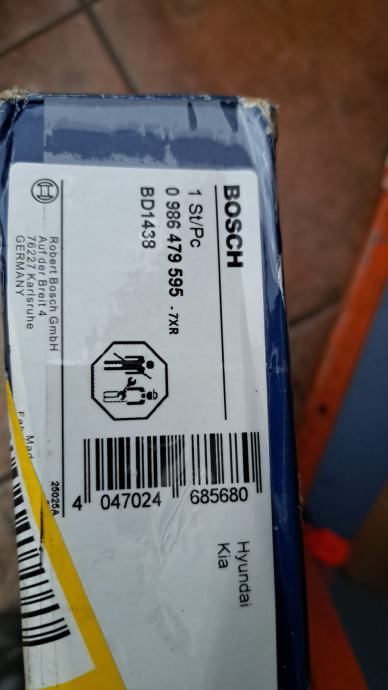 BOSCH
1 St/Pc
0 986 479 595 - 7XR
BD1438
Robert Bosch GmbH
Auf der Breit 4
76227 Karlsruhe
GERMANY
25025A
4 047024 685680
Hyundai
Kia